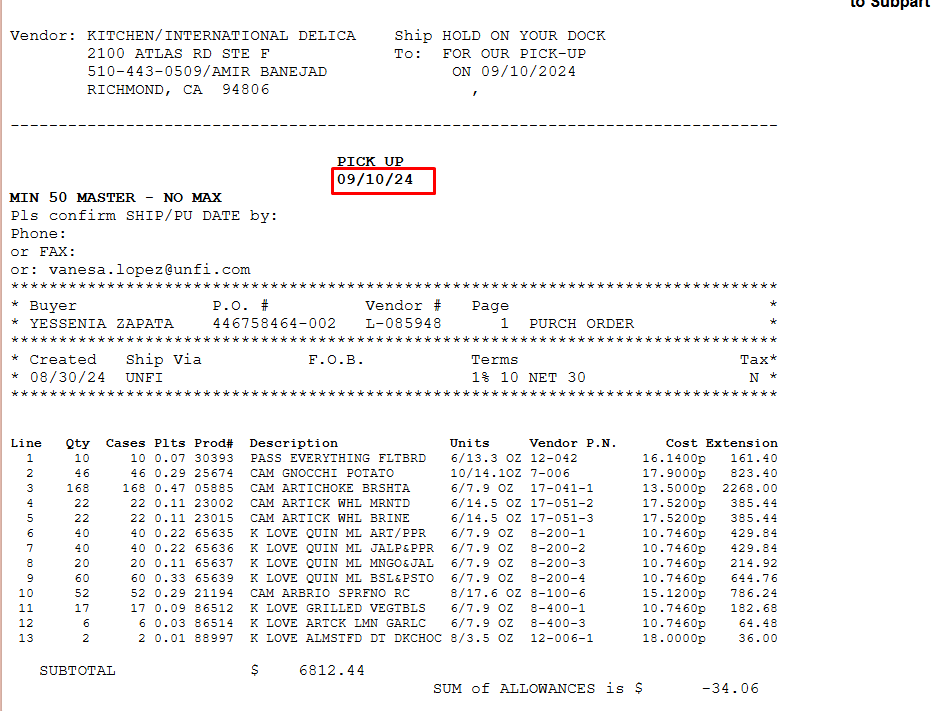 to Subpart
Vendor: KITCHEN/INTERNATIONAL DELICA Ship HOLD ON YOUR DOCK
2100 ATLAS RD STE F To: FOR OUR PICK-UP
510-443-0509/AMIR BANEJAD ON 09/10/2024
RICHMOND, CA 94806 ,
--------------------------------------------------------------------------------
PICK UP
09/10/24
MIN 50 MASTER - NO MAX
Pls confirm SHIP/PU DATE by:
Phone:
or FAX:
or: vanesa.lopez@unfi.com
********************************************************************************
* Buyer P.O. # Vendor # Page *
* YESSENIA ZAPATA 446758464-002 L-085948 1 PURCH ORDER *
********************************************************************************
* Created Ship Via F.O.B. Terms Tax*
* 08/30/24 UNFI 1% 10 NET 30 N *
********************************************************************************
Line Qty Cases Plts Prod# Description Units Vendor P.N. Cost Extension
1 10 10 0.07 30393 PASS EVERYTHING FLTBRD 6/13.3 OZ 12-042 16.1400p 161.40
2 46 46 0.29 25674 CAM GNOCCHI POTATO 10/14.1OZ 7-006 17.9000p 823.40
3 168 168 0.47 05885 CAM ARTICHOKE BRSHTA 6/7.9 OZ 17-041-1 13.5000p 2268.00
4 22 22 0.11 23002 CAM ARTICK WHL MRNTD 6/14.5 OZ 17-051-2 17.5200p 385.44
5 22 22 0.11 23015 CAM ARTICK WHL BRINE 6/14.5 OZ 17-051-3 17.5200p 385.44
6 40 40 0.22 65635 K LOVE QUIN ML ART/PPR 6/7.9 OZ 8-200-1 10.7460p 429.84
7 40 40 0.22 65636 K LOVE QUIN ML JALP&PPR 6/7.9 OZ 8-200-2 10.7460p 429.84
8 20 20 0.11 65637 K LOVE QUIN ML MNGO&JAL 6/7.9 OZ 8-200-3 10.7460p 214.92
9 60 60 0.33 65639 K LOVE QUIN ML BSL&PSTO 6/7.9 OZ 8-200-4 10.7460p 644.76
10 52 52 0.29 21194 CAM ARBRIO SPRFNO RC 8/17.6 OZ 8-100-6 15.1200p 786.24
11 17 17 0.09 86512 K LOVE GRILLED VEGTBLS 6/7.9 OZ 8-400-1 10.7460p 182.68
12 6 6 0.03 86514 K LOVE ARTCK LMN GARLC 6/7.9 OZ 8-400-3 10.7460p 64.48
13 2 2 0.01 88997 K LOVE ALMSTFD DT DKCHOC 8/3.5 OZ 12-006-1 18.0000p 36.00
SUBTOTAL $ 6812.44
SUM of ALLOWANCES is $ -34.06